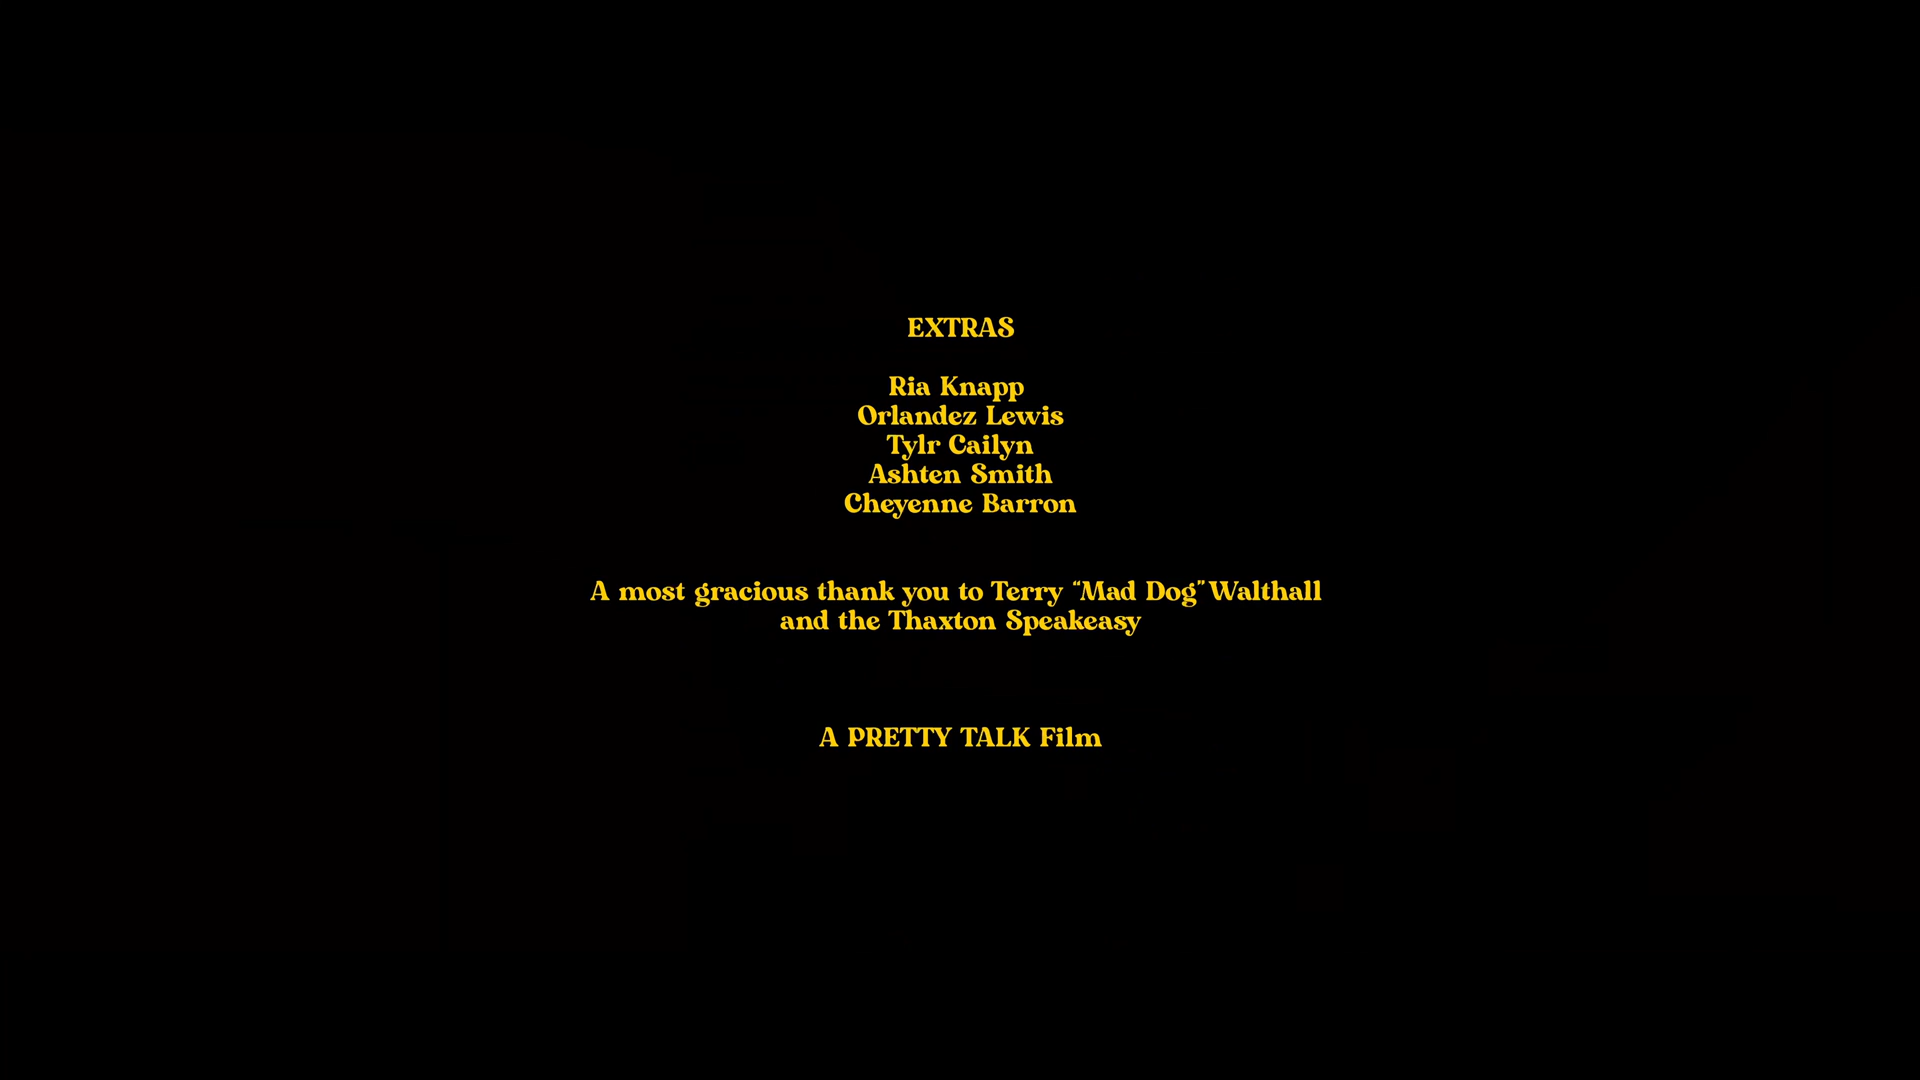 EXTRAS
Ria Knapp
Orlandez Lewis
Tylr Cailyn
Ashten Smith
Cheyenne Barron
A most gracious thank you to Terry “Mad Dog” Walthall
and the Thaxton Speakeasy
A PRETTY TALK Film